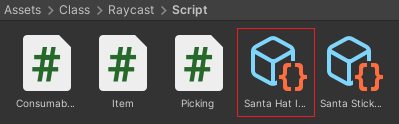 Assets > Class > Raycast > Script
# # # {} {}
Consumab... Item Picking Santa Hat I... Santa Stick...